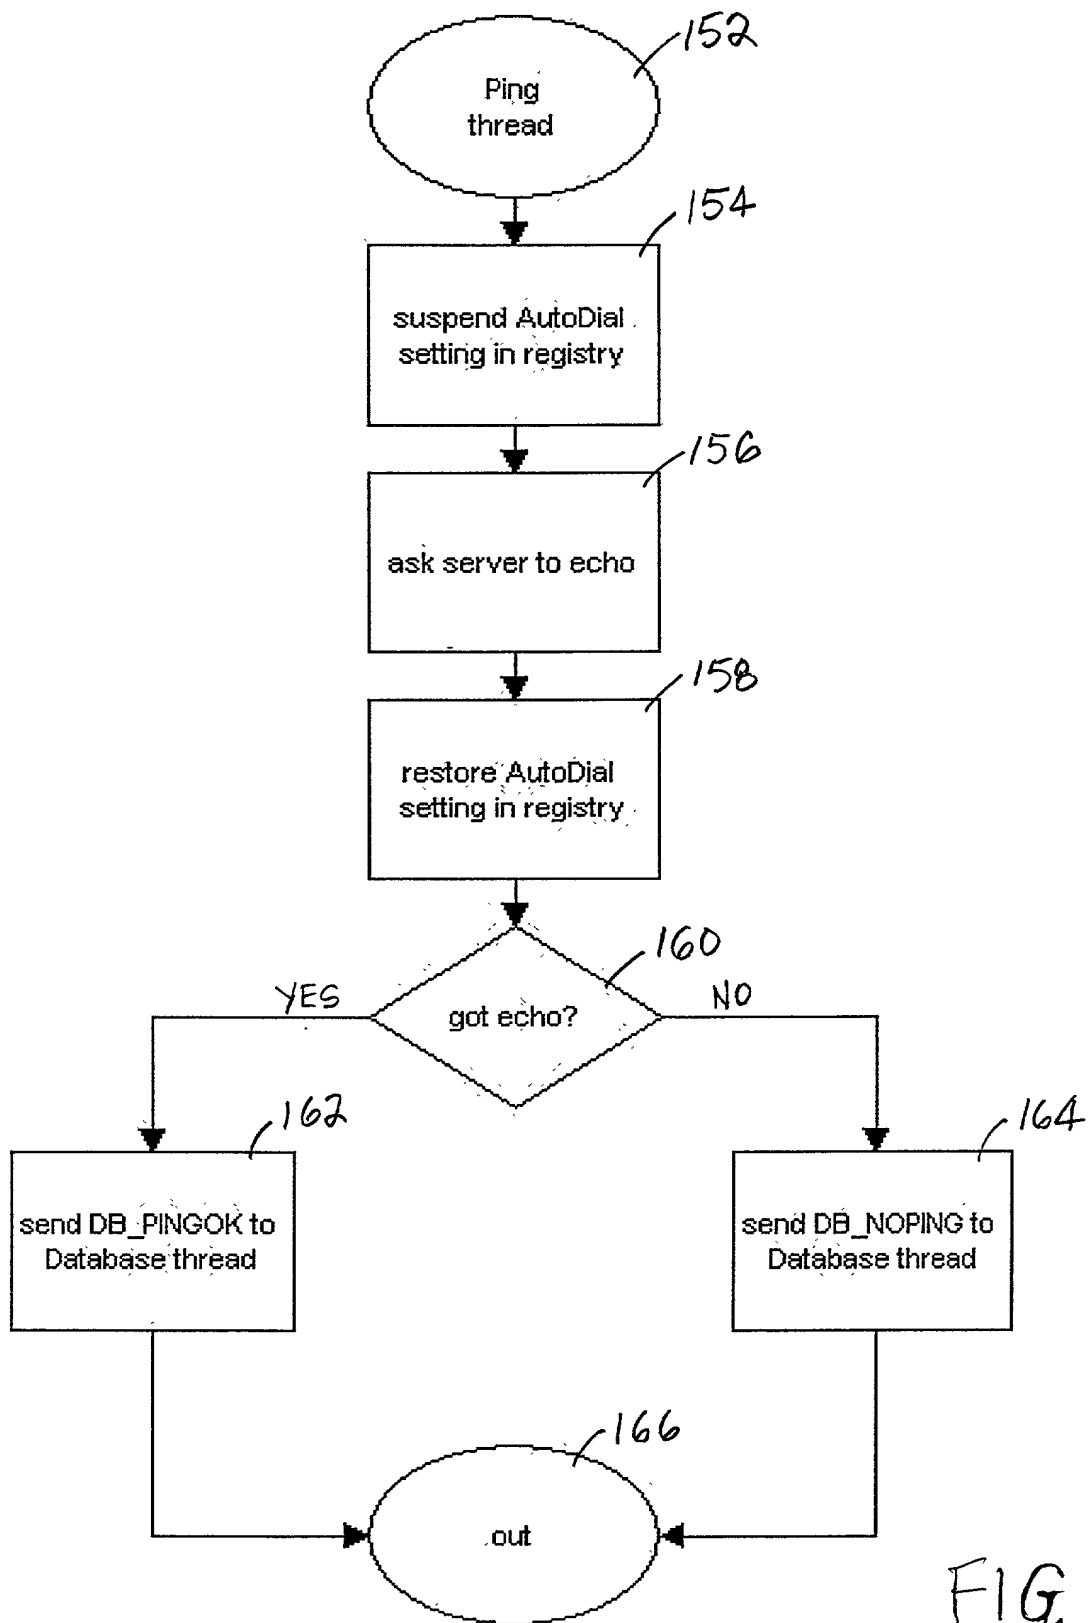 152
Ping
thread
154
suspend AutoDial
setting in registry
156
ask server to echo
158
restore AutoDial
setting in registry
160
YES
got echo?
NO
162
164
send DB_PINGOK to
Database thread
send DB_NOPING to
Database thread
166
out
FIG